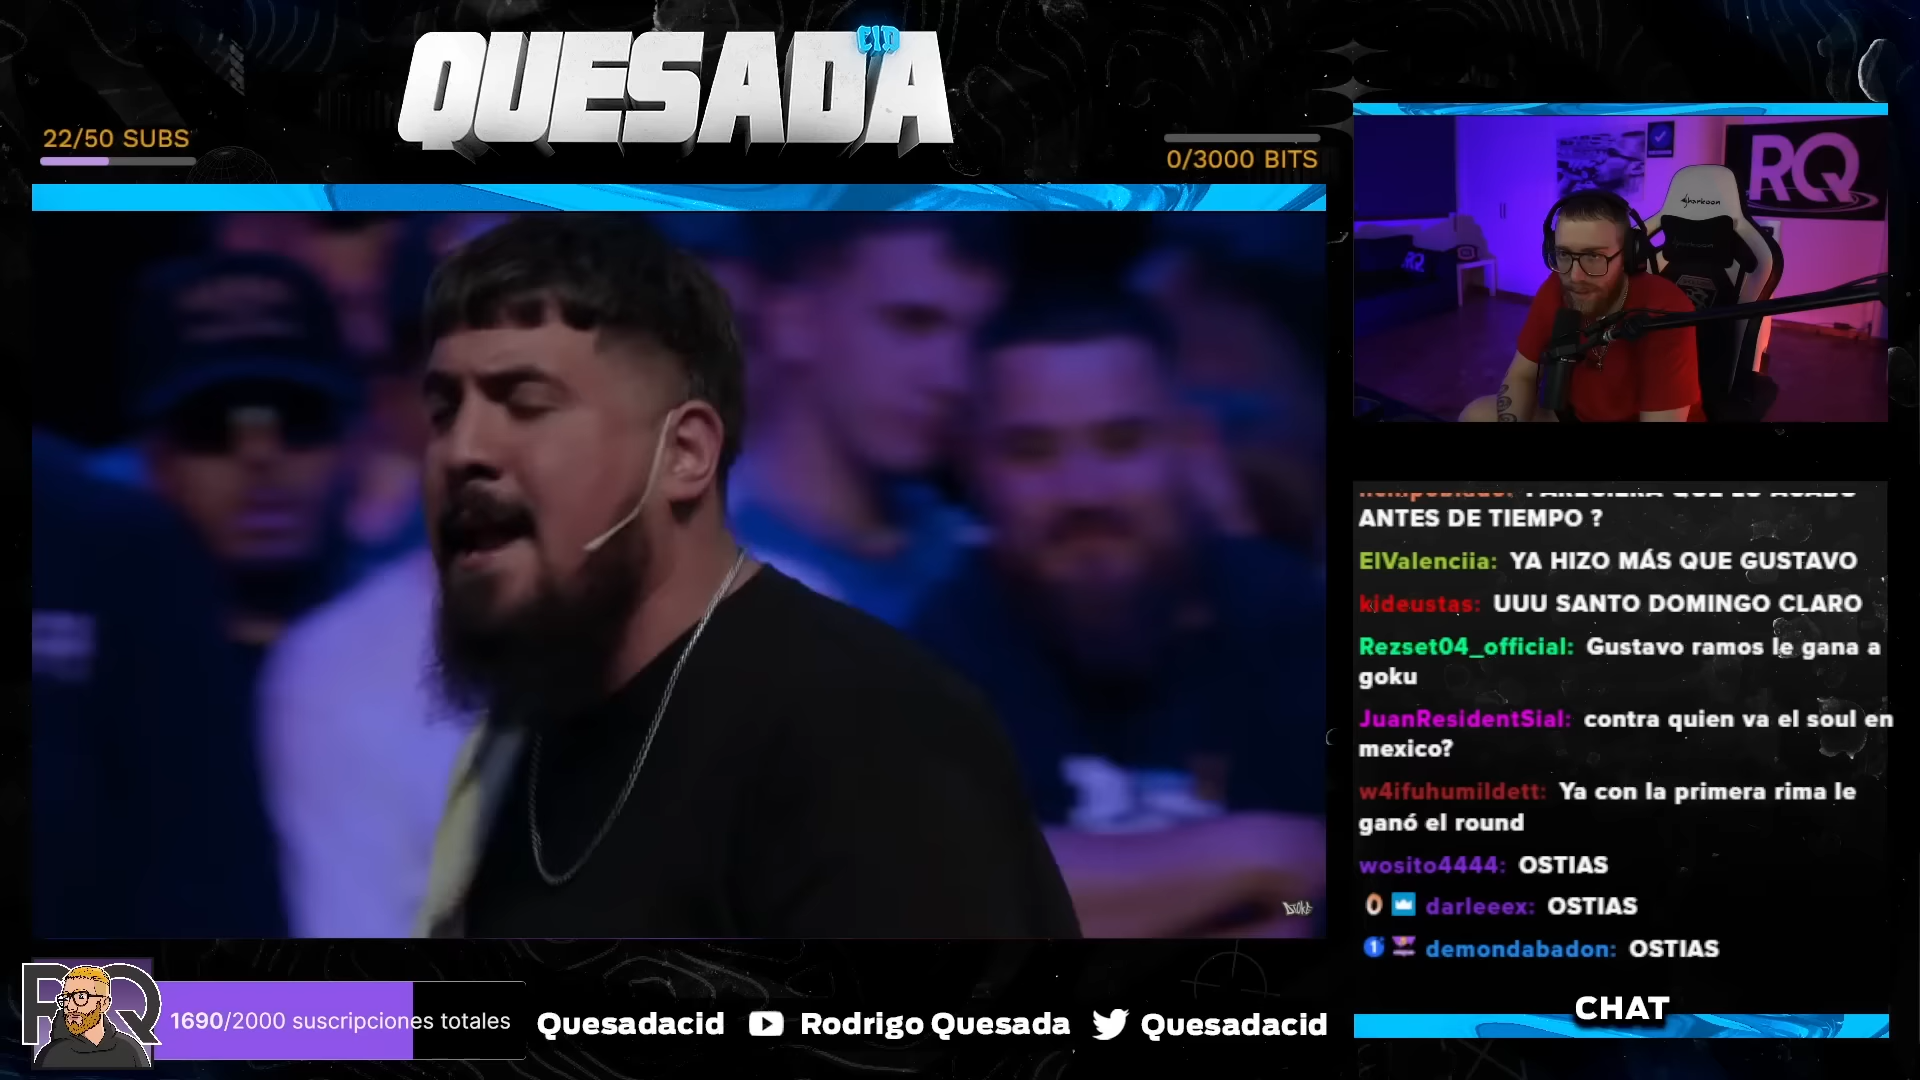 CID
QUESADA
22/50 SUBS
0/3000 BITS
RQ
RQ
ANTES DE TIEMPO ?
ElValenciia: YA HIZO MÁS QUE GUSTAVO
kideustas: UUU SANTO DOMINGO CLARO
Rezset04_official: Gustavo ramos le gana a
goku
JuanResidentSial: contra quien va el soul en
mexico?
w4ifuhumildett: Ya con la primera rima le
ganó el round
wosito4444: OSTIAS
darleeex: OSTIAS
1 demondabadon: OSTIAS
CHAT
RQ
1690/2000 suscripciones totales
Quesadacid
Rodrigo Quesada
Quesadacid